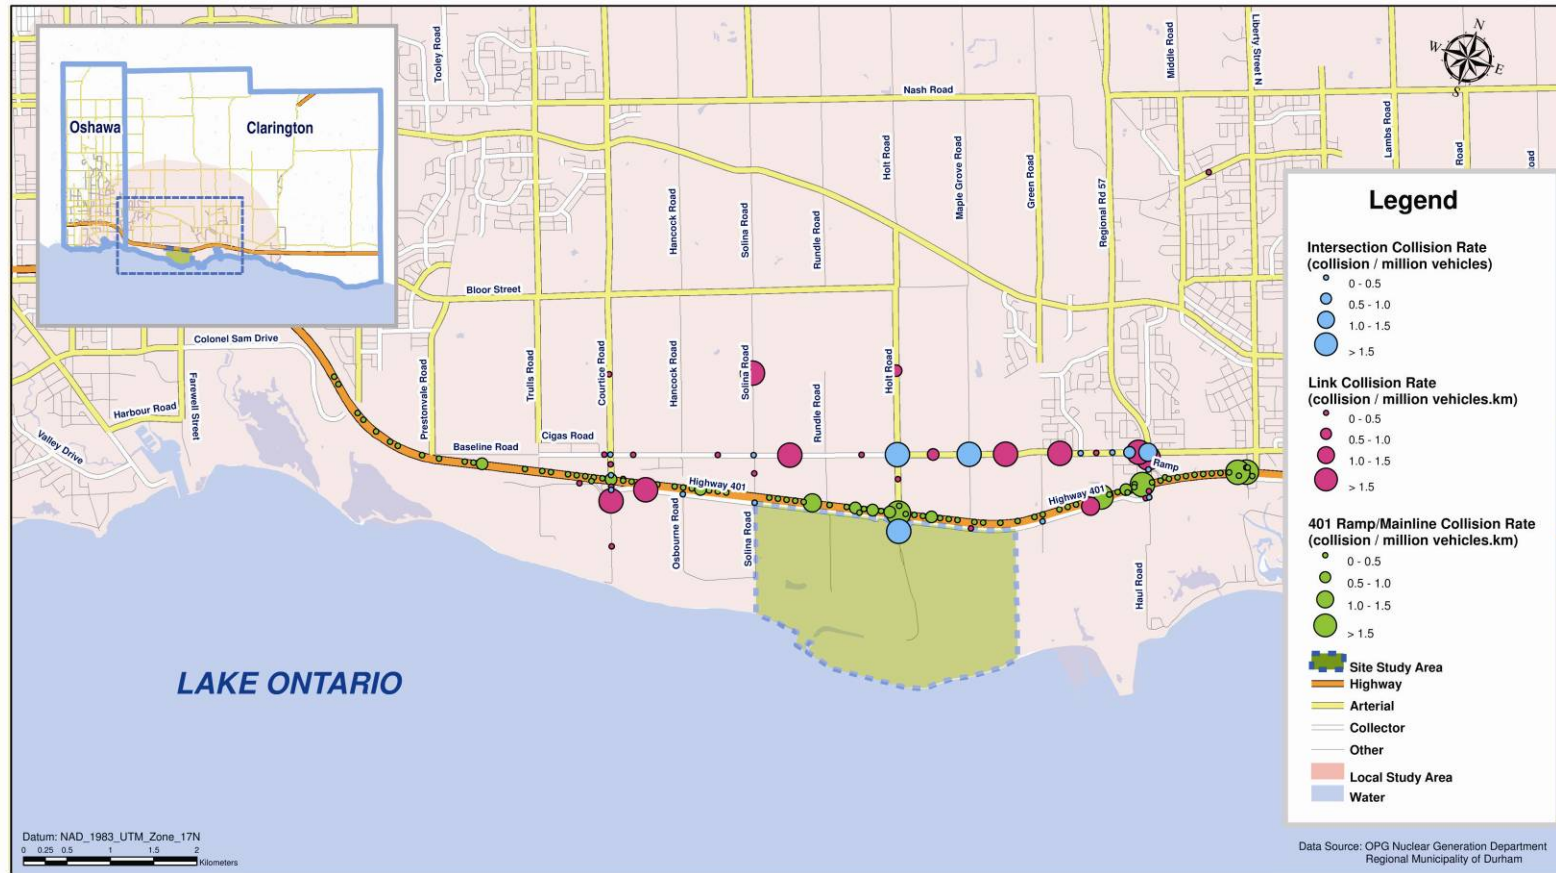 Oshawa
Clarington
Tooley Road
Hancock Road
Solina Road
Rundle Road
Holt Road
Maple Grove Road
Green Road
Regional Rd 57
Middle Road
Liberty Street N
Lambs Road
Road
Road
Nash Road
N
W
E
S
Bloor Street
Colonel Sam Drive
Farewell Street
Harbour Road
Valley Drive
Prestonvale Road
Trulls Road
Courtice Road
Hancock Road
Solina Road
Rundle Road
Holt Road
Baseline Road
Cigas Road
Highway 401
Highway 401
Ramp
Osbourne Road
Solina Road
Haul Road
LAKE ONTARIO
Legend
Intersection Collision Rate
(collision / million vehicles)
0 - 0.5
0.5 - 1.0
1.0 - 1.5
> 1.5
Link Collision Rate
(collision / million vehicles.km)
0 - 0.5
0.5 - 1.0
1.0 - 1.5
> 1.5
401 Ramp/Mainline Collision Rate
(collision / million vehicles.km)
0 - 0.5
0.5 - 1.0
1.0 - 1.5
> 1.5
Site Study Area
Highway
Arterial
Collector
Other
Local Study Area
Water
Datum: NAD_1983_UTM_Zone_17N
0 0.25 0.5 1 1.5 2
Kilometers
Data Source: OPG Nuclear Generation Department
Regional Municipality of Durham